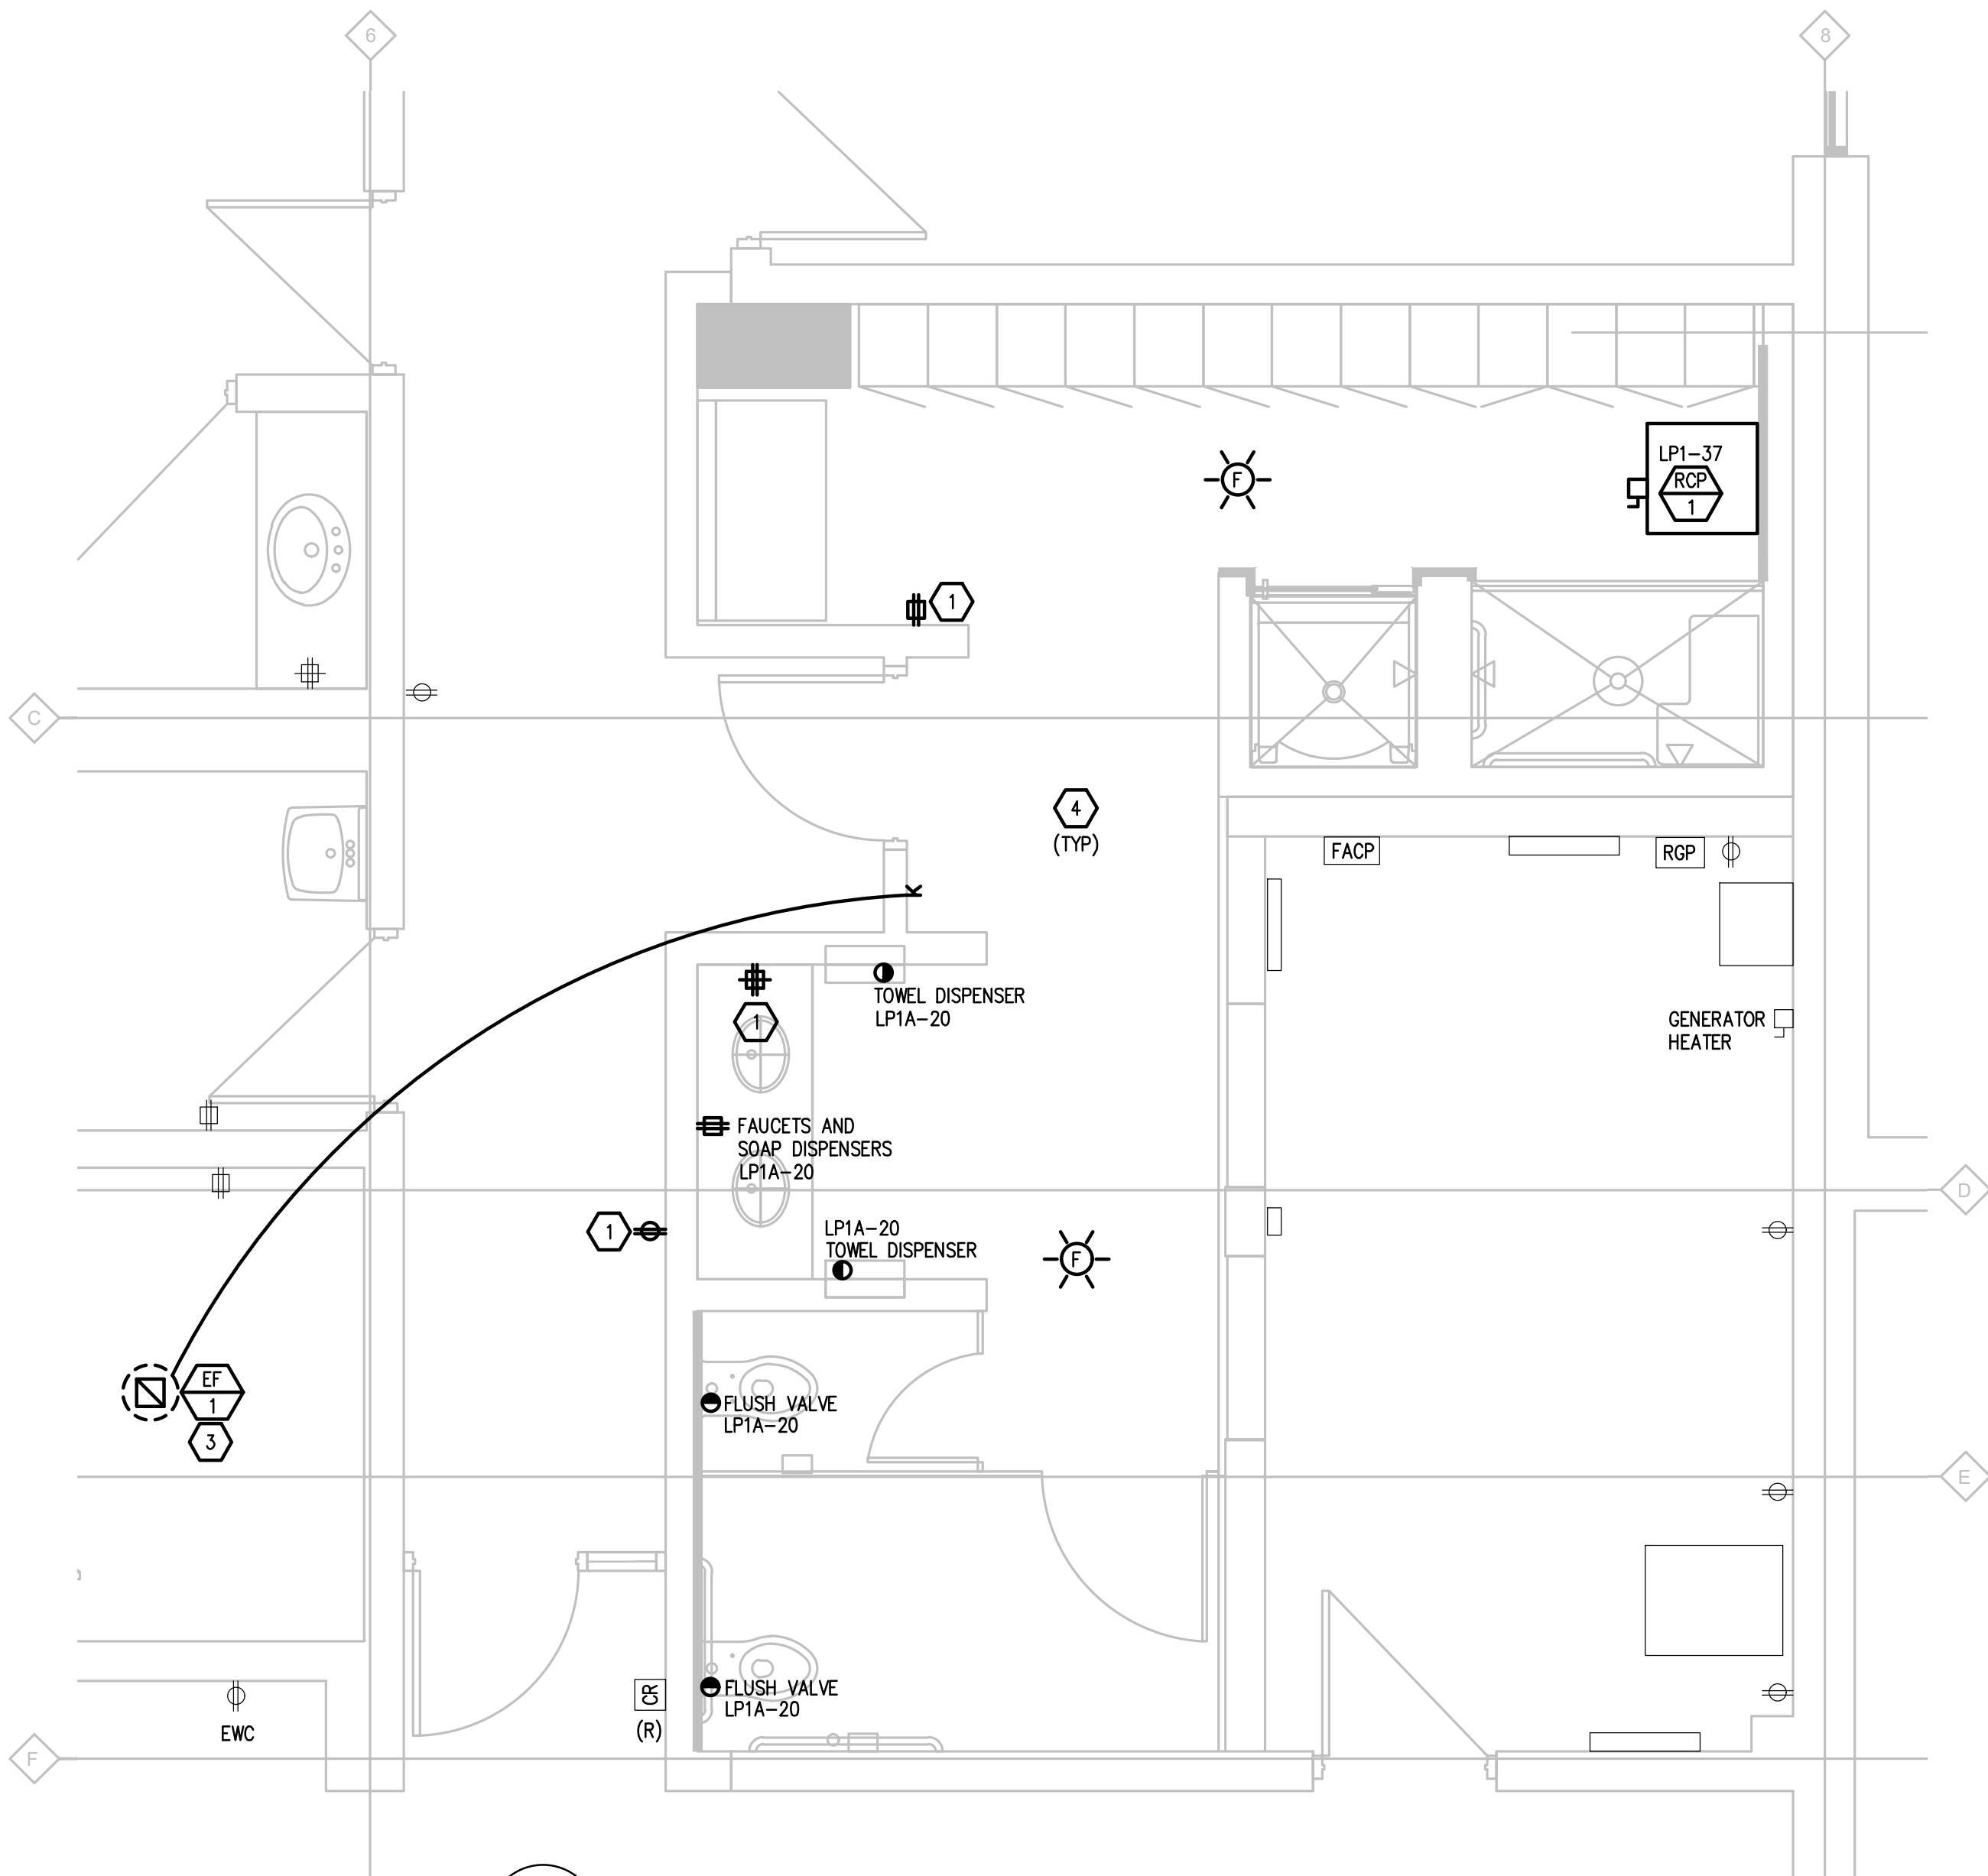 6
8
LP1-37
RCP
1
F
1
C
4
(TYP)
FACP
RGP
K
TOWEL DISPENSER
LP1A-20
1
GENERATOR
HEATER
FAUCETS AND
SOAP DISPENSERS
LP1A-20
D
1
LP1A-20
TOWEL DISPENSER
F
EF
1
3
FLUSH VALVE
LP1A-20
E
FLUSH VALVE
LP1A-20
CR
(R)
EWC
F